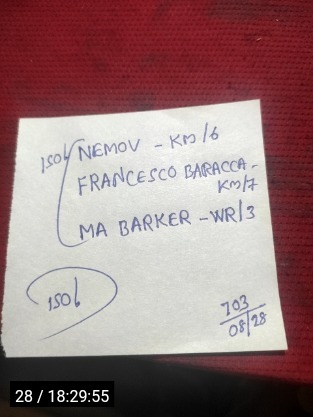 150/ NEMOV - KM/6
FRANCESCO BARACCA -
KM/7
MA BARKER - WR/3
150/
703
08/28
28 / 18:29:55